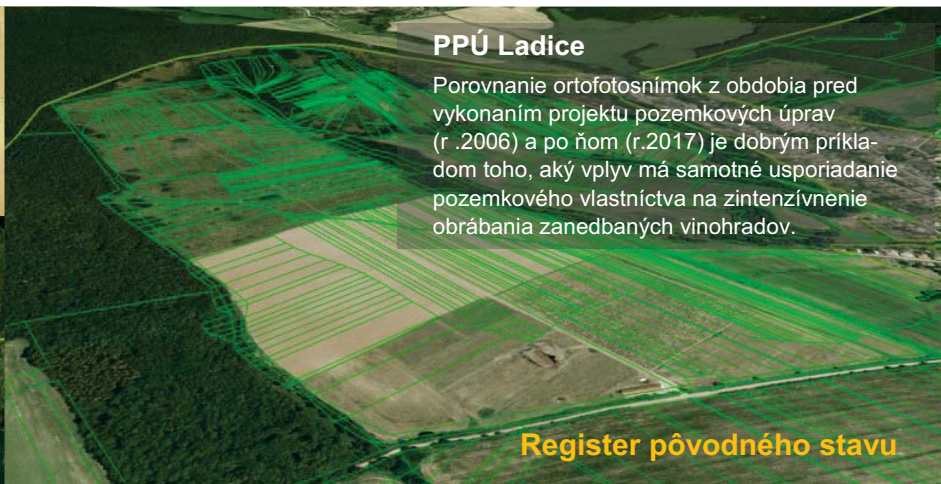 PPÚ Ladice
Porovnanie ortofotosnímok z obdobia pred
vykonaním projektu pozemkových úprav
(r .2006) a po ňom (r.2017) je dobrým príkla-
dom toho, aký vplyv má samotné usporiadanie
pozemkového vlastníctva na zintenzívnenie
obrábania zanedbaných vinohradov.
Register pôvodného stavu